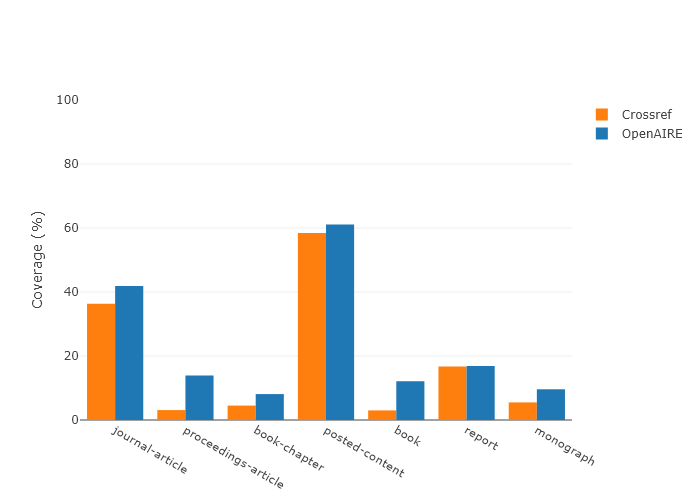 100
80
60
40
20
0
Coverage (%)
journal-article
proceedings-article
book-chapter
posted-content
book
report
monograph
Crossref
OpenAIRE